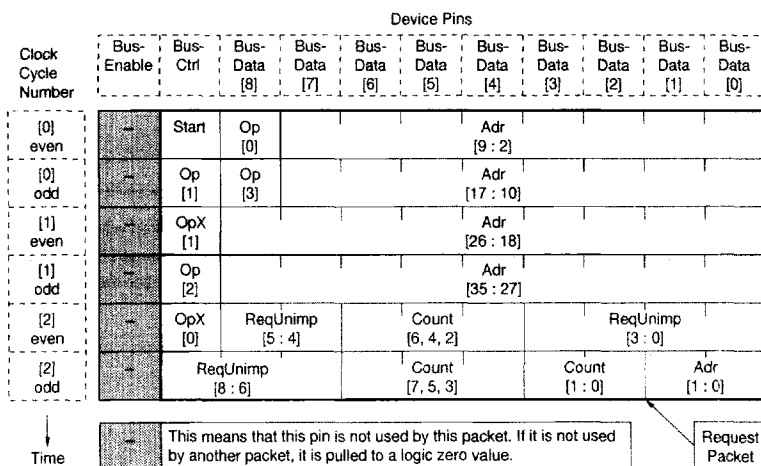 Device Pins
Clock Cycle Number
Bus-Enable Bus-Ctrl Bus-Data [8] Bus-Data [7] Bus-Data [6] Bus-Data [5] Bus-Data [4] Bus-Data [3] Bus-Data [2] Bus-Data [1] Bus-Data [0]
[0] even – Start Op [0] Adr [9 : 2]
[0] odd – Op [1] Op [3] Adr [17 : 10]
[1] even – OpX [1] Adr [26 : 18]
[1] odd – Op [2] Adr [35 : 27]
[2] even – OpX [0] ReqUnimp [5 : 4] Count [6, 4, 2] ReqUnimp [3 : 0]
[2] odd – ReqUnimp [8 : 6] Count [7, 5, 3] Count [1 : 0] Adr [1 : 0]
Time
– This means that this pin is not used by this packet. If it is not used
by another packet, it is pulled to a logic zero value.
Request
Packet